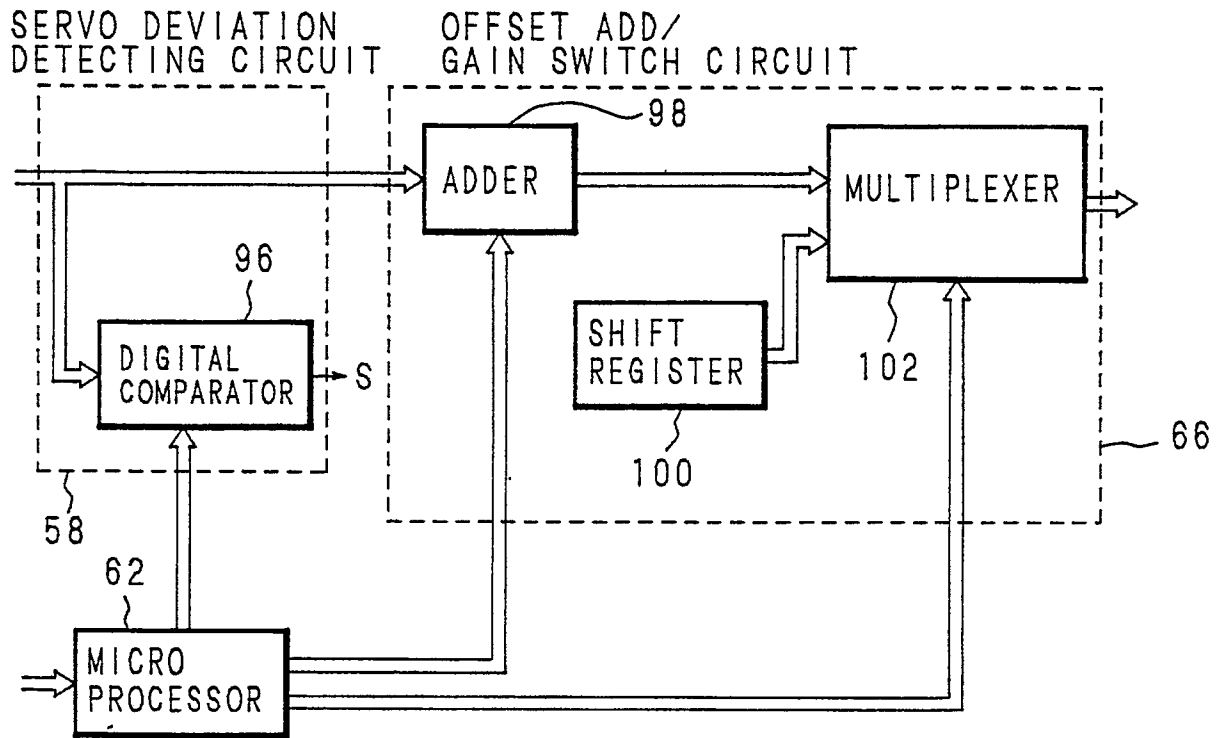 SERVO DEVIATION
DETECTING CIRCUIT
OFFSET ADD/
GAIN SWITCH CIRCUIT
98
ADDER
MULTIPLEXER
96
DIGITAL
COMPARATOR
S
SHIFT
REGISTER
102
100
66
58
62
MICRO
PROCESSOR